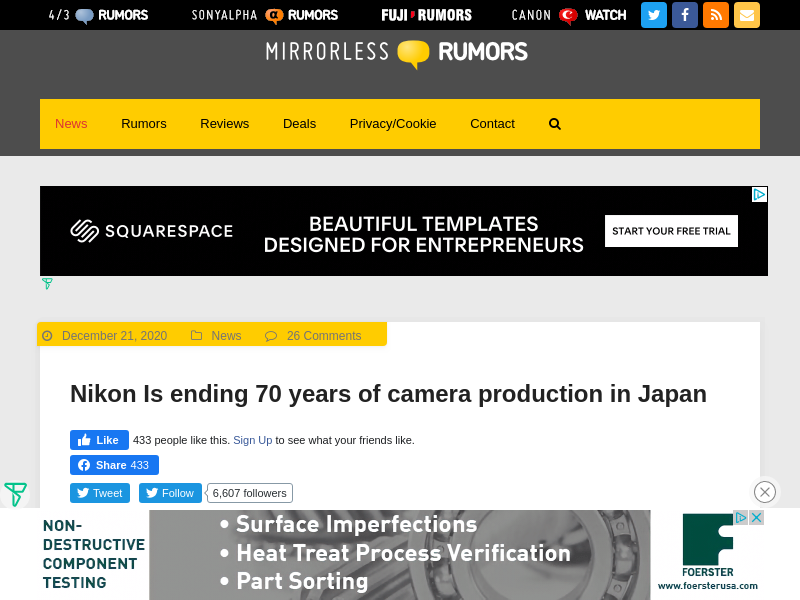 4/3 RUMORS SONYALPHA α RUMORS FUJI RUMORS CANON WATCH
MIRRORLESS RUMORS
News Rumors Reviews Deals Privacy/Cookie Contact
SQUARESPACE
BEAUTIFUL TEMPLATES
DESIGNED FOR ENTREPRENEURS
START YOUR FREE TRIAL
December 21, 2020 News 26 Comments
Nikon Is ending 70 years of camera production in Japan
Like 433 people like this. Sign Up to see what your friends like.
Share 433
Tweet Follow 6,607 followers
NON-
DESTRUCTIVE
COMPONENT
TESTING
• Surface Imperfections
• Heat Treat Process Verification
• Part Sorting
FOERSTER
www.foersterusa.com